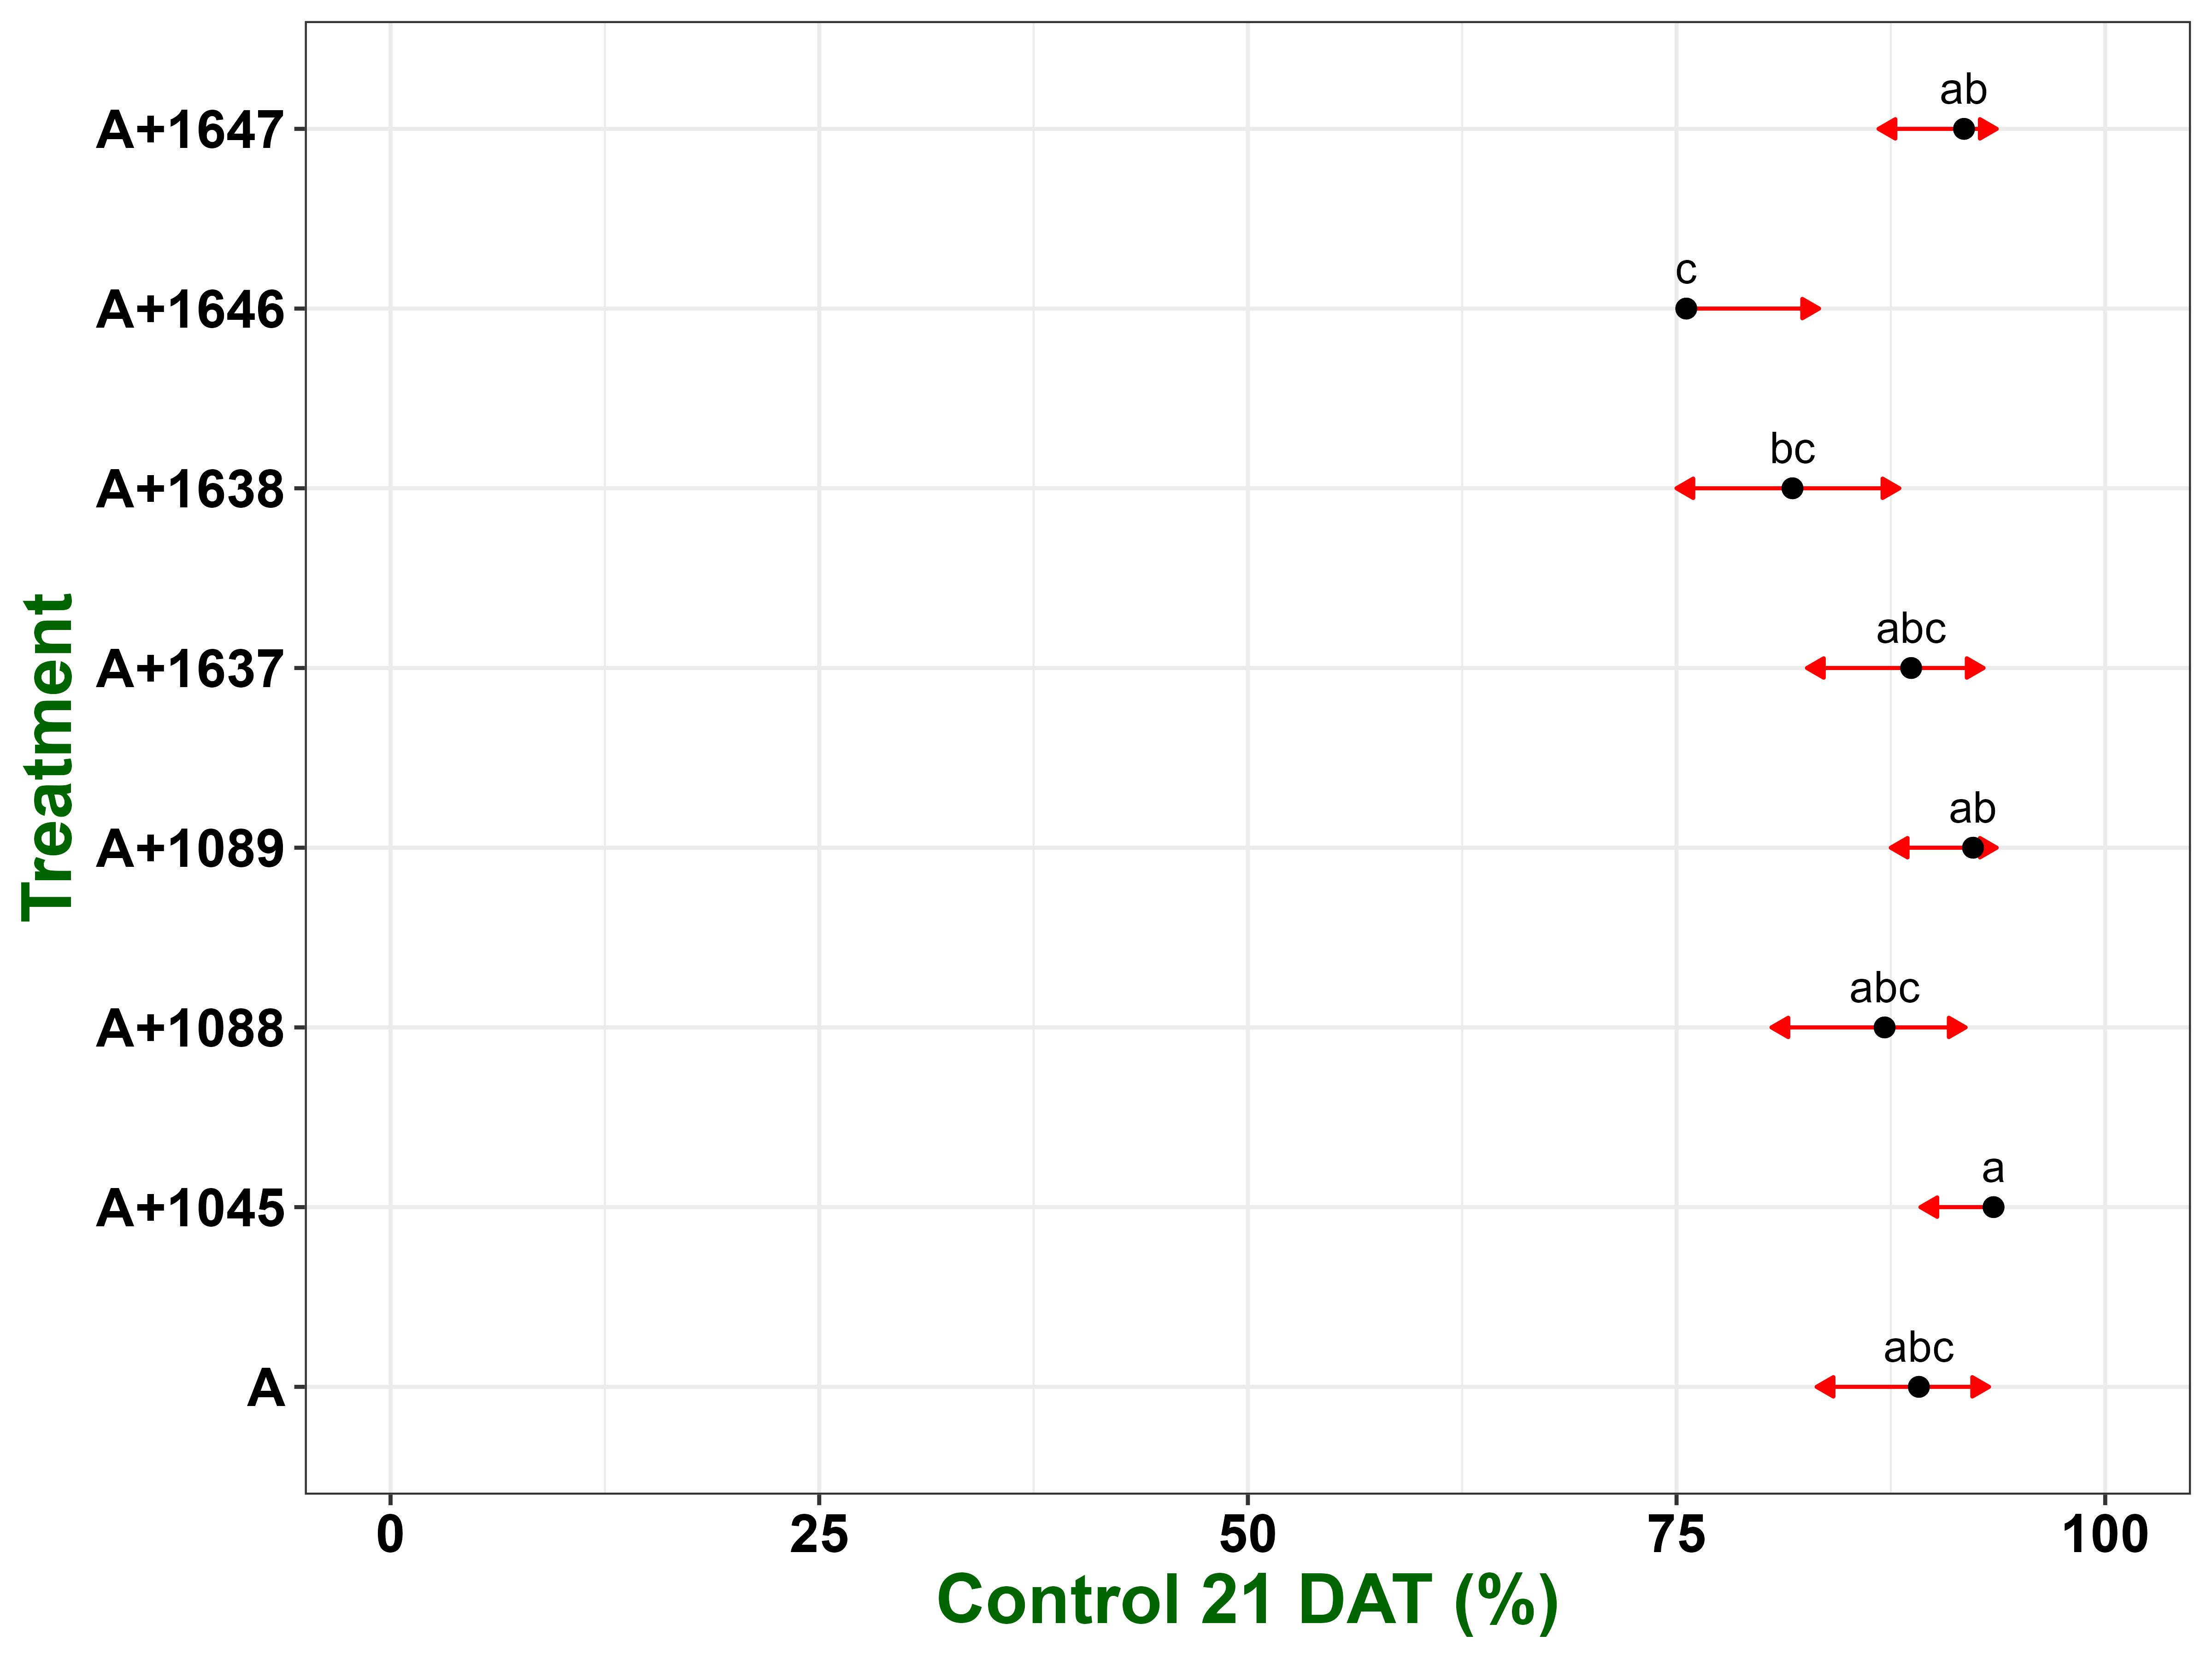 Treatment
A+1647
ab
A+1646
c
A+1638
bc
A+1637
abc
A+1089
ab
A+1088
abc
A+1045
a
A
abc
0 25 50 75 100
Control 21 DAT (%)